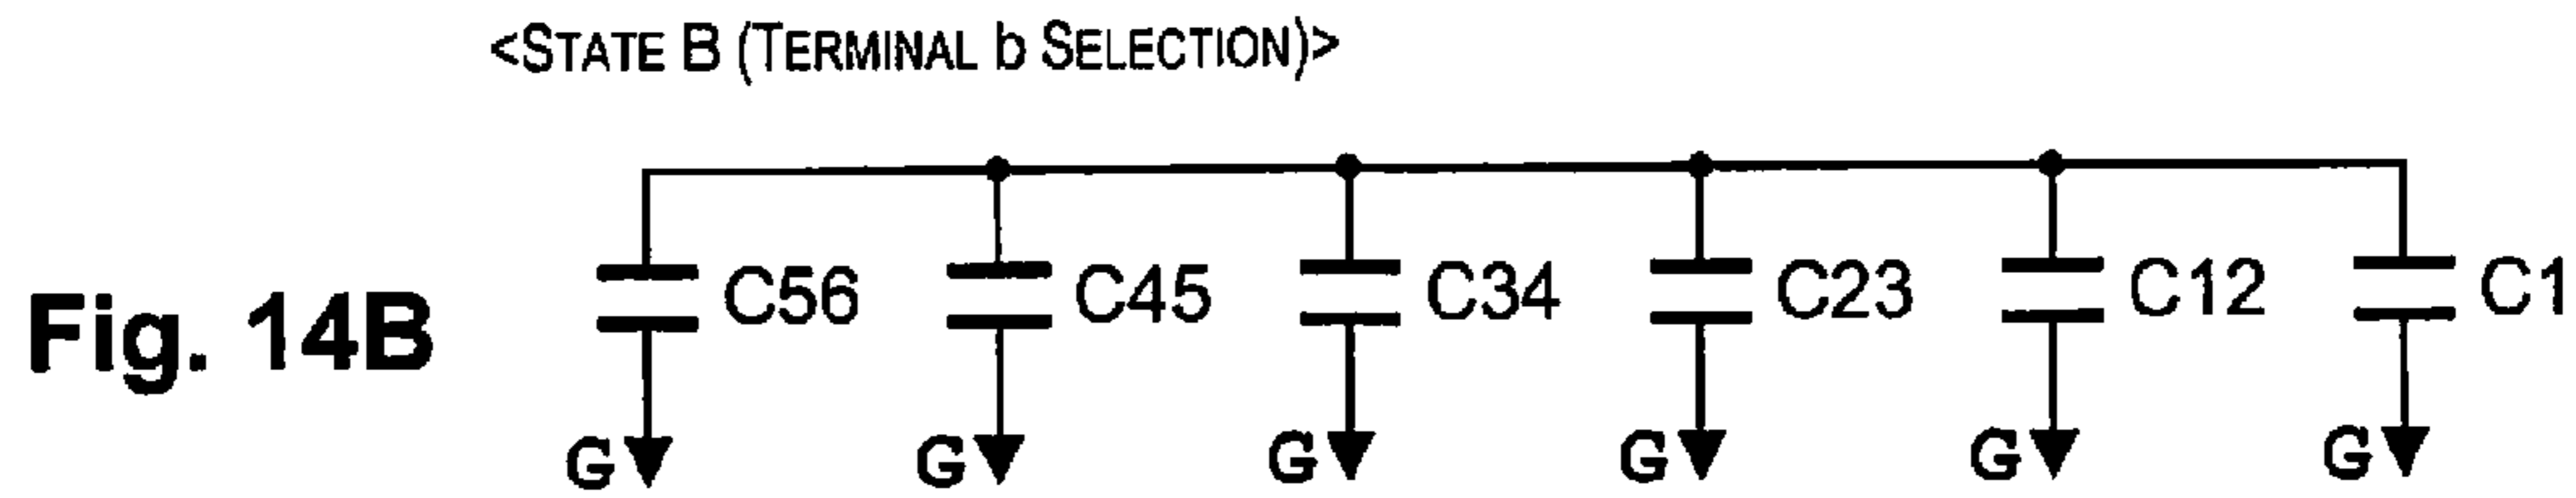 <STATE B (TERMINAL b SELECTION)>
Fig. 14B
C56 C45 C34 C23 C12 C1
G G G G G G